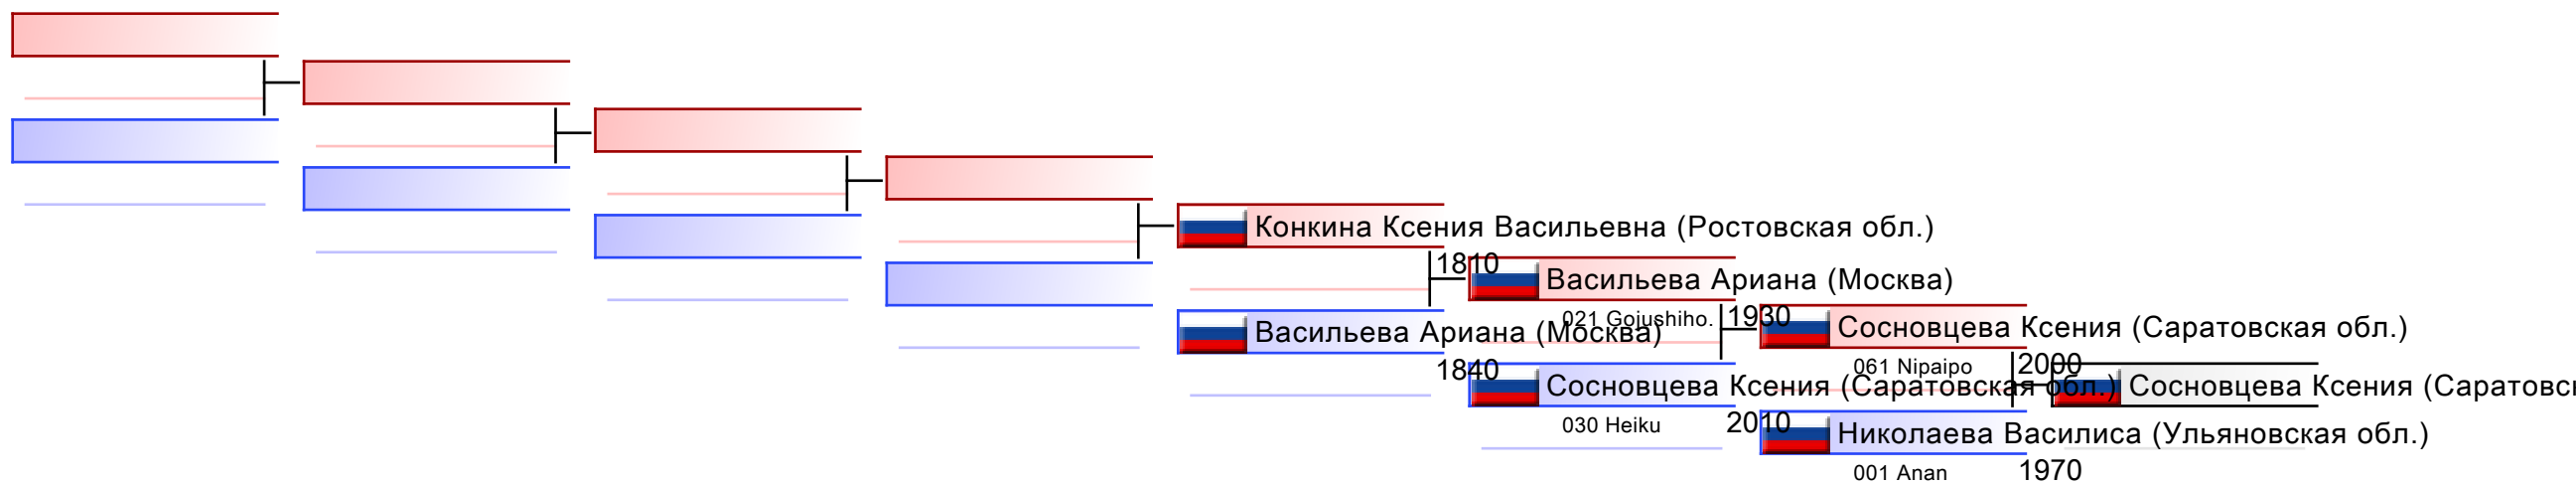 Конкина Ксения Васильевна (Ростовская обл.)
1810
Васильева Ариана (Москва)
021 Gojushiho.
1930
Васильева Ариана (Москва)
1840
Сосновцева Ксения (Саратовская обл.)
061 Nipaipo
2000
Сосновцева Ксения (Саратовская обл.)
030 Heiku
2010
Сосновцева Ксения (Саратовс
Николаева Василиса (Ульяновская обл.)
001 Anan
1970